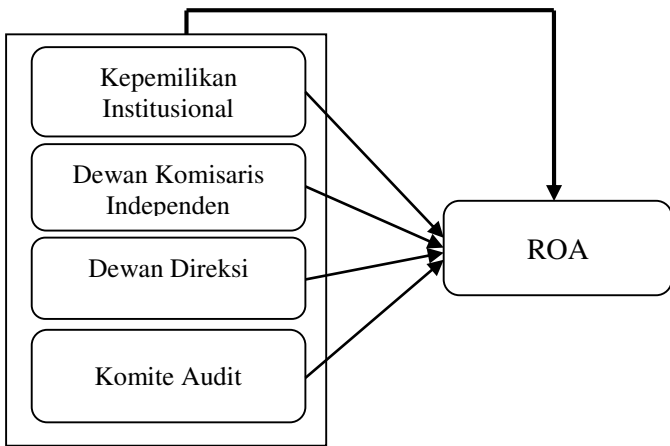 Kepemilikan
Institusional
Dewan Komisaris
Independen
Dewan Direksi
Komite Audit
ROA